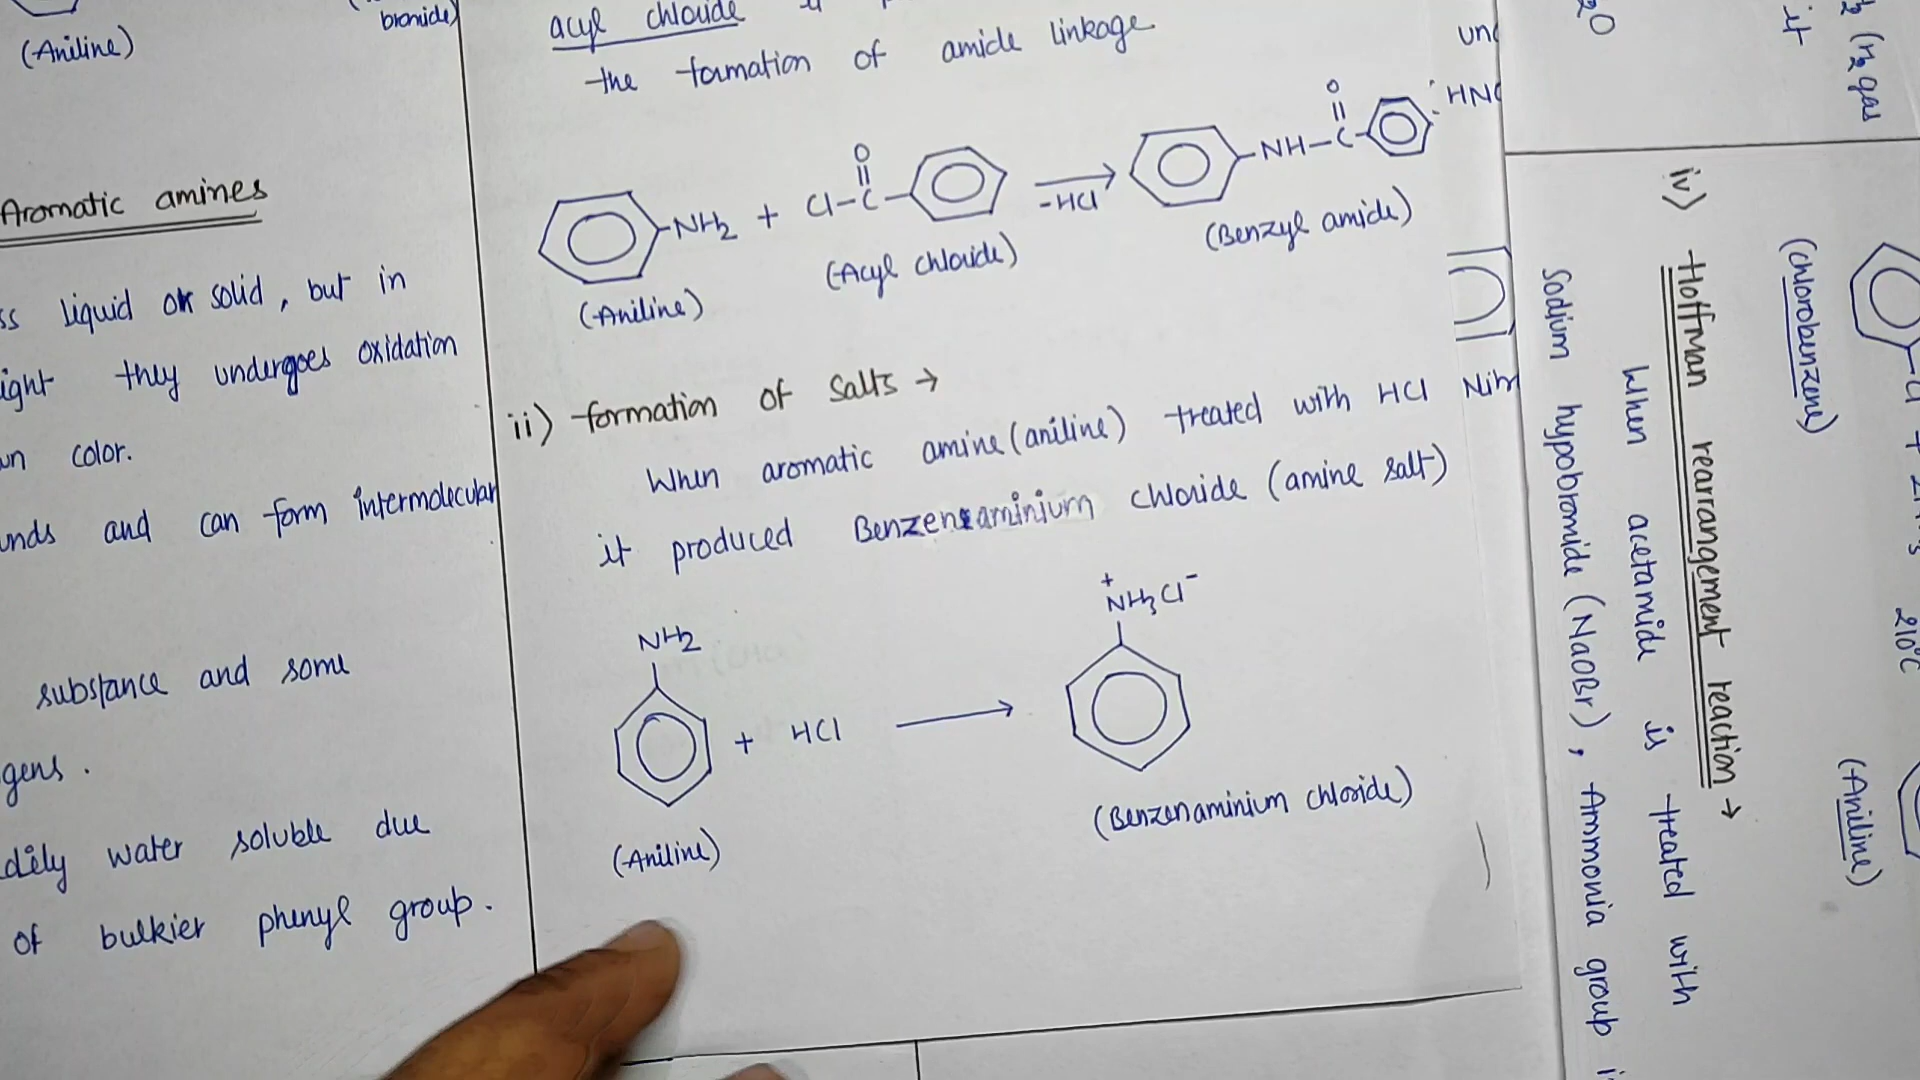 bromide)
(Aniline)
Aromatic amines
liquid or solid, but in
they undergoes oxidation
color.
and can form intermolecular
substance and some
water soluble due
of bulkier phenyl group.
acyl chloride
the formation of amide linkage
NH2 + Cl-C- O -HCl -NH-C- O
(Aniline)
(Acyl chloride)
(Benzyl amide)
ii) formation of salts →
When aromatic amine (aniline) treated with HCl
it produced Benzenaminium chloride (amine salt)
NH2 + HCl → +NH3Cl-
(Aniline)
(Benzenaminium chloride)
(chlorobenzene)
210°C
(Aniline)
iv) Hoffman rearrangement reaction →
When acetamide is treated with
Sodium hypobromide (NaOBr), Ammonia group